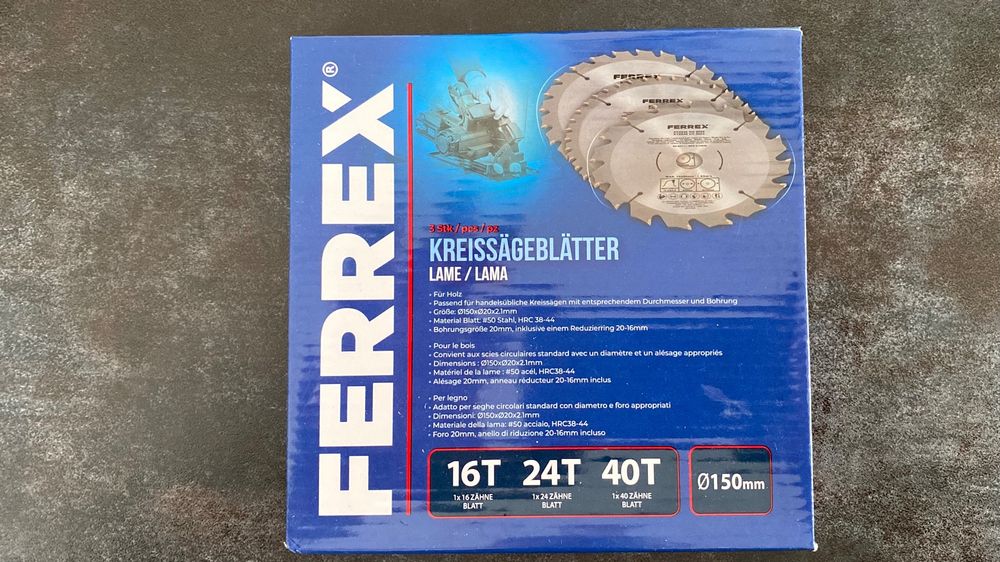 FERREX®
FERREX
FERREX
FERREX
3 Stk / pcs / pz
KREISSÄGEBLÄTTER
LAME / LAMA
• Für Holz
• Passend für handelsübliche Kreissägen mit entsprechendem Durchmesser und Bohrung
• Größe: Ø150xØ20x2.1mm
• Material Blatt: #50 Stahl, HRC 38-44
• Bohrungsgröße 20mm, inklusive einem Reduzierring 20-16mm
• Pour le bois
• Convient aux scies circulaires standard avec un diamètre et un alésage appropriés
• Dimensions : Ø150xØ20x2.1mm
• Matériel de la lame : #50 acél, HRC38-44
• Alésage 20mm, anneau réducteur 20-16mm inclus
• Per legno
• Adatto per seghe circolari standard con diametro e foro appropriati
• Dimensioni: Ø150xØ20x2.1mm
• Materiale della lama: #50 acciaio, HRC38-44
• Foro 20mm, anello di riduzione 20-16mm incluso
16T 24T 40T
1x 16 ZÄHNE 1x 24 ZÄHNE 1x 40 ZÄHNE
BLATT BLATT BLATT
Ø150mm